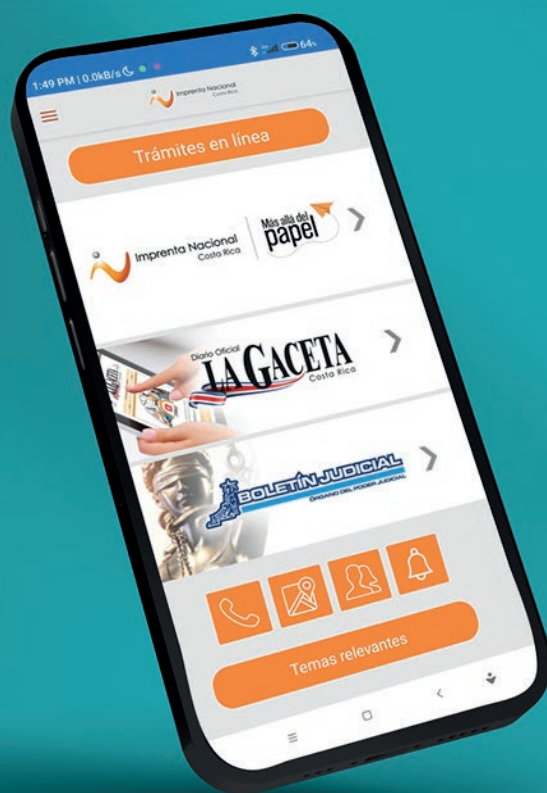 1:49 PM | 0.0kB/s
64%
Imprenta Nacional
Costa Rica
Trámites en línea
Imprenta Nacional
Costa Rica
Más allá del
papel
Diario Oficial
LA GACETA
Costa Rica
BOLETÍN JUDICIAL
ÓRGANO DEL PODER JUDICIAL
Temas relevantes